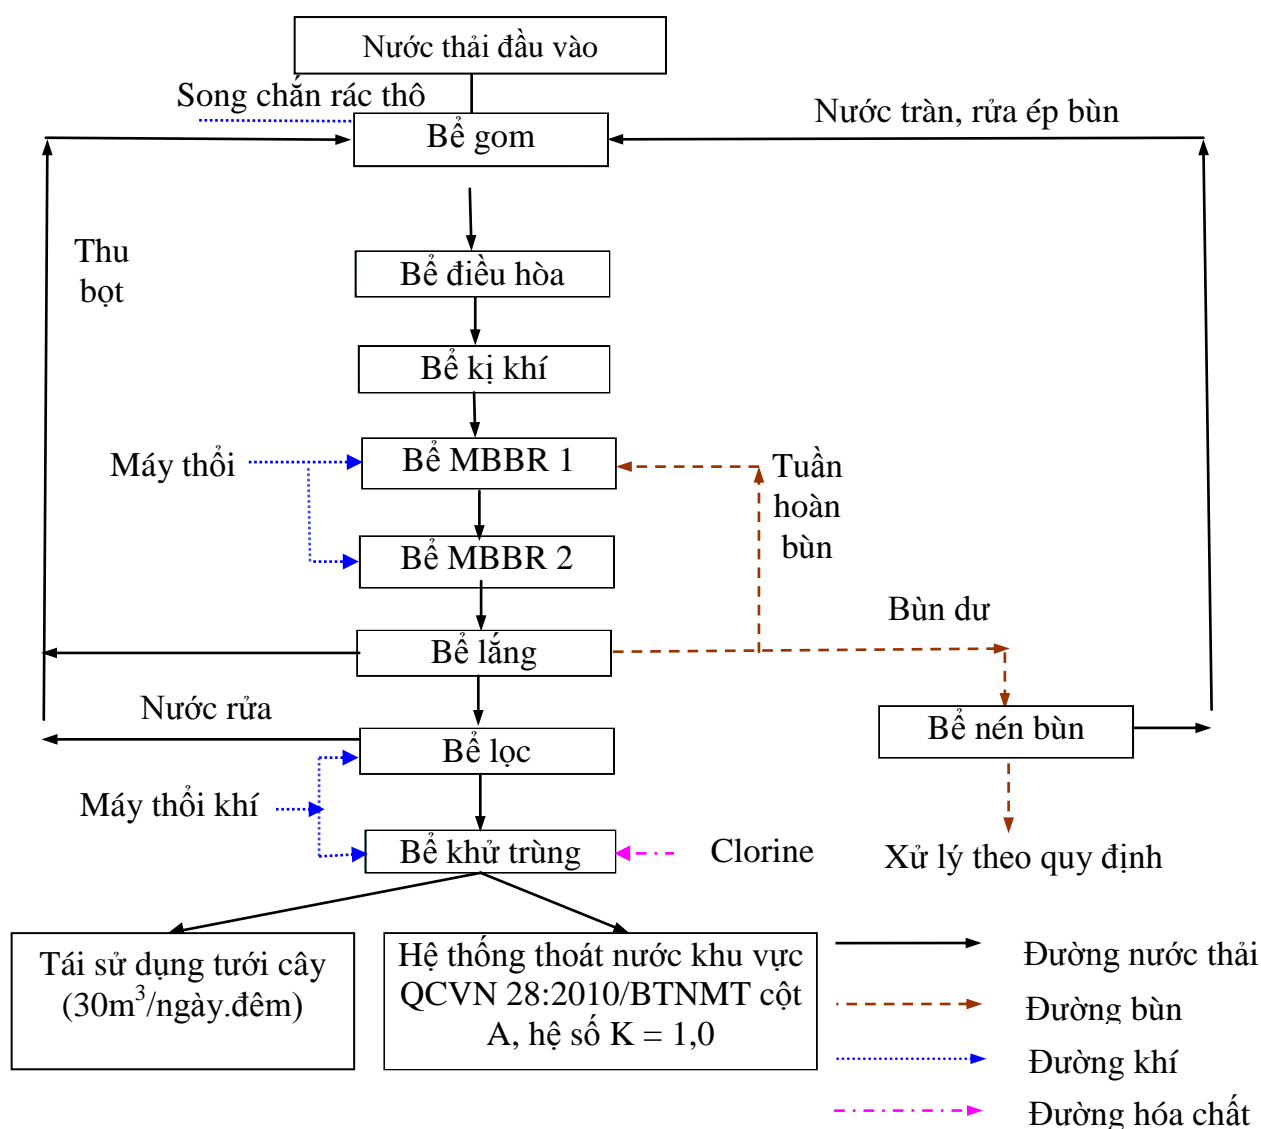 Nước thải đầu vào
Song chắn rác thô
Nước tràn, rửa ép bùn
Bể gom
Thu
bọt
Bể điều hòa
Bể kị khí
Máy thổi
Bể MBBR 1
Tuần
hoàn
bùn
Bể MBBR 2
Bùn dư
Bể lắng
Nước rửa
Bể nén bùn
Bể lọc
Máy thổi khí
Bể khử trùng
Clorine
Xử lý theo quy định
Tái sử dụng tưới cây
(30m³/ngày.đêm)
Hệ thống thoát nước khu vực
QCVN 28:2010/BTNMT cột
A, hệ số K = 1,0
Đường nước thải
Đường bùn
Đường khí
Đường hóa chất